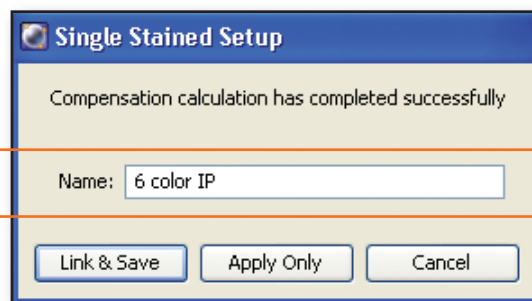 Single Stained Setup
Compensation calculation has completed successfully
Name: 6 color IP
Link & Save Apply Only Cancel